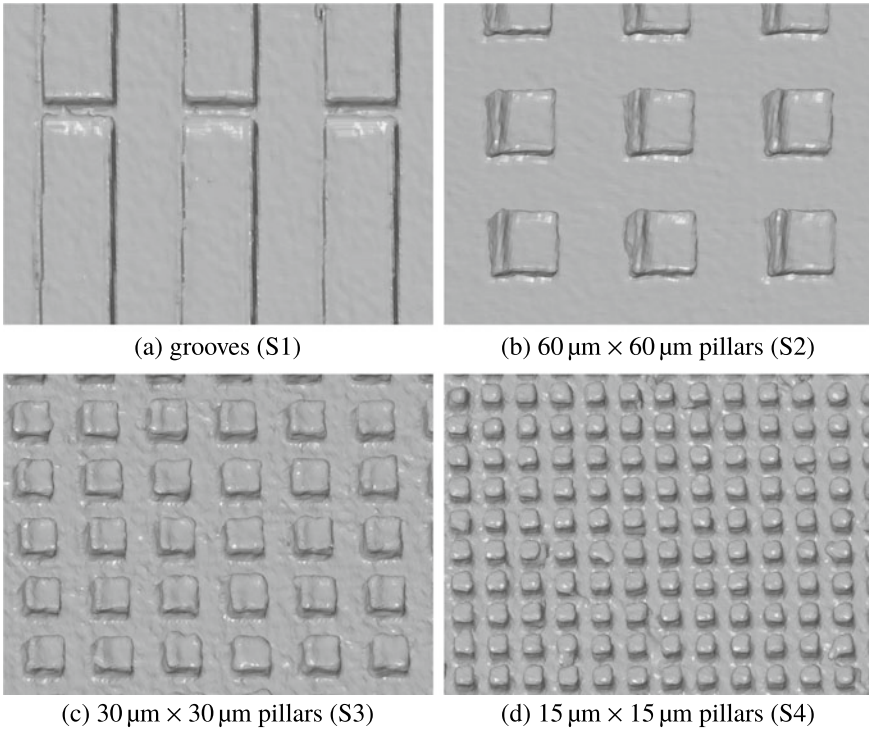 (a) grooves (S1)
(b) 60 µm × 60 µm pillars (S2)
(c) 30 µm × 30 µm pillars (S3)
(d) 15 µm × 15 µm pillars (S4)